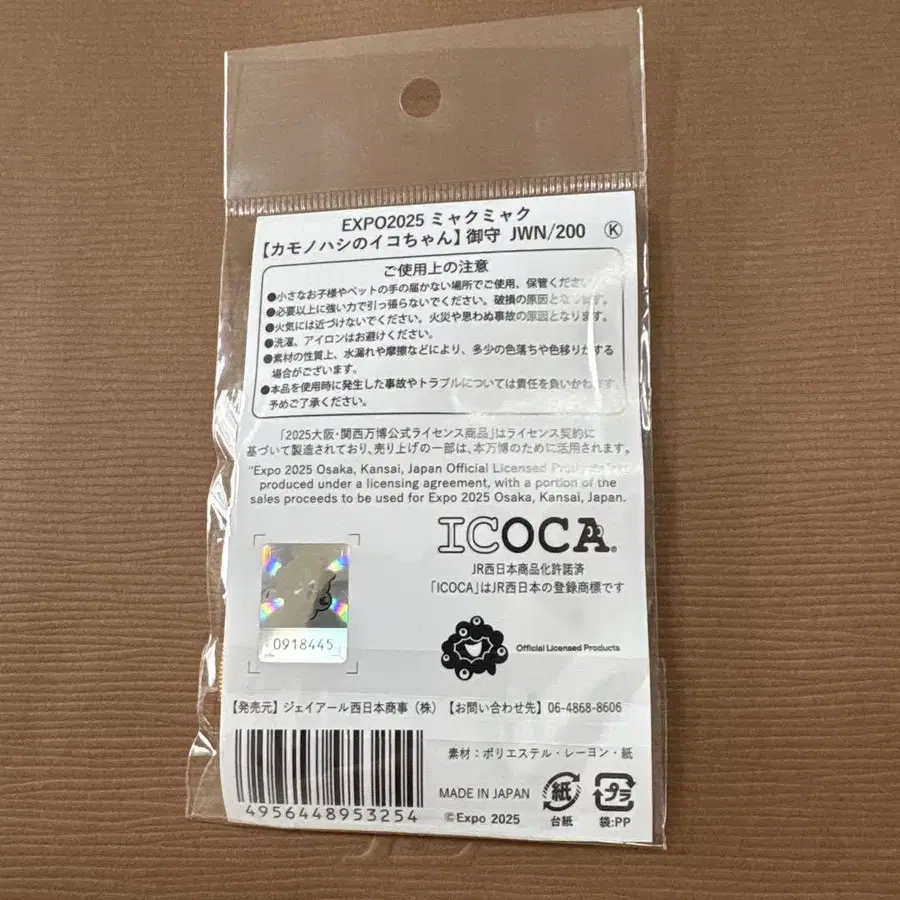 EXPO2025 ミャクミャク
【カモノハシのイコちゃん】御守 JWN/200 Ⓚ
ご使用上の注意
●小さなお子様やペットの手の届かない場所でご使用、保管ください
●必要以上に強い力で引っ張らないでください。破損の原因となります。
●火気には近づけないでください。火災や思わぬ事故の原因となります。
●洗濯、アイロンはお避けください。
●素材の性質上、水濡れや摩擦などにより、多少の色落ちや色移りがする
場合がございます。
●本品を使用時に発生した事故やトラブルについては責任を負いかねます。
予めご了承ください。
「2025大阪・関西万博公式ライセンス商品」はライセンス契約に
基づいて製造されており、売り上げの一部は、本万博のために活用されます。
"Expo 2025 Osaka, Kansai, Japan Official Licensed Products" are
produced under a licensing agreement, with a portion of the
sales proceeds to be used for Expo 2025 Osaka, Kansai, Japan.
ICOCA®
JR西日本商品化許諾済
「ICOCA」はJR西日本の登録商標です
0918445
Official Licensed Products
【発売元】ジェイアール西日本商事（株）【お問い合わせ先】06-4868-8606
素材：ポリエステル・レーヨン・紙
4956448953254
MADE IN JAPAN
©Expo 2025
紙
台紙
プラ
袋:PP